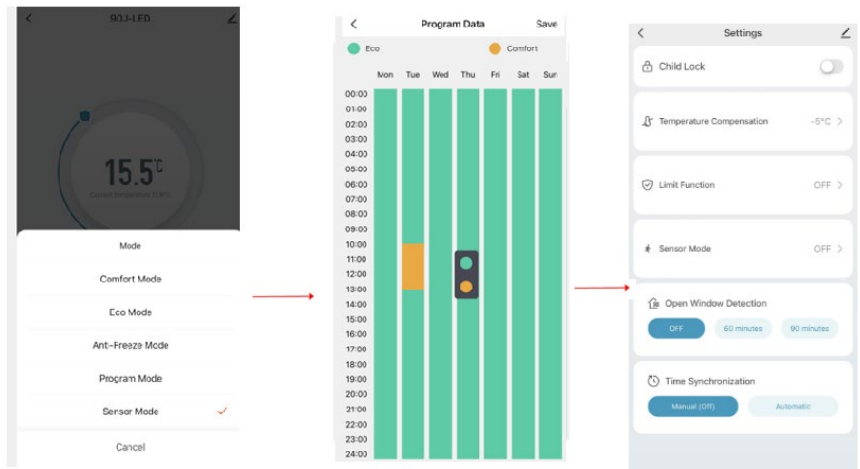 90J-LED
15.5℃
Mode
Comfort Mode
Eco Mode
Anti-Freeze Mode
Program Mode
Sensor Mode
Cancel
Program Data Save
Eco Comfort
Mon Tue Wed Thu Fri Sat Sun
00:00
01:00
02:00
03:00
04:00
05:00
06:00
07:00
08:00
09:00
10:00
11:00
12:00
13:00
14:00
15:00
16:00
17:00
18:00
19:00
20:00
21:00
22:00
23:00
24:00
Settings
Child Lock
Temperature Compensation -5°C
Limit Function OFF
Sensor Mode OFF
Open Window Detection
OFF 60 minutes 90 minutes
Time Synchronization
Manual (Off) Automatic